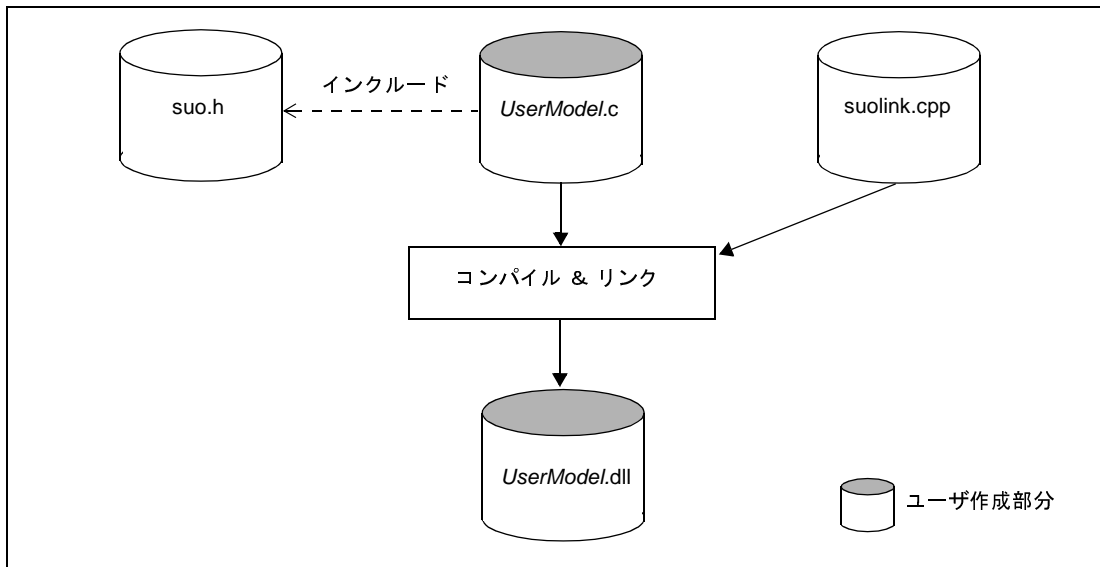 インクルード
suo.h
UserModel.c
suolink.cpp
コンパイル & リンク
UserModel.dll
ユーザ作成部分